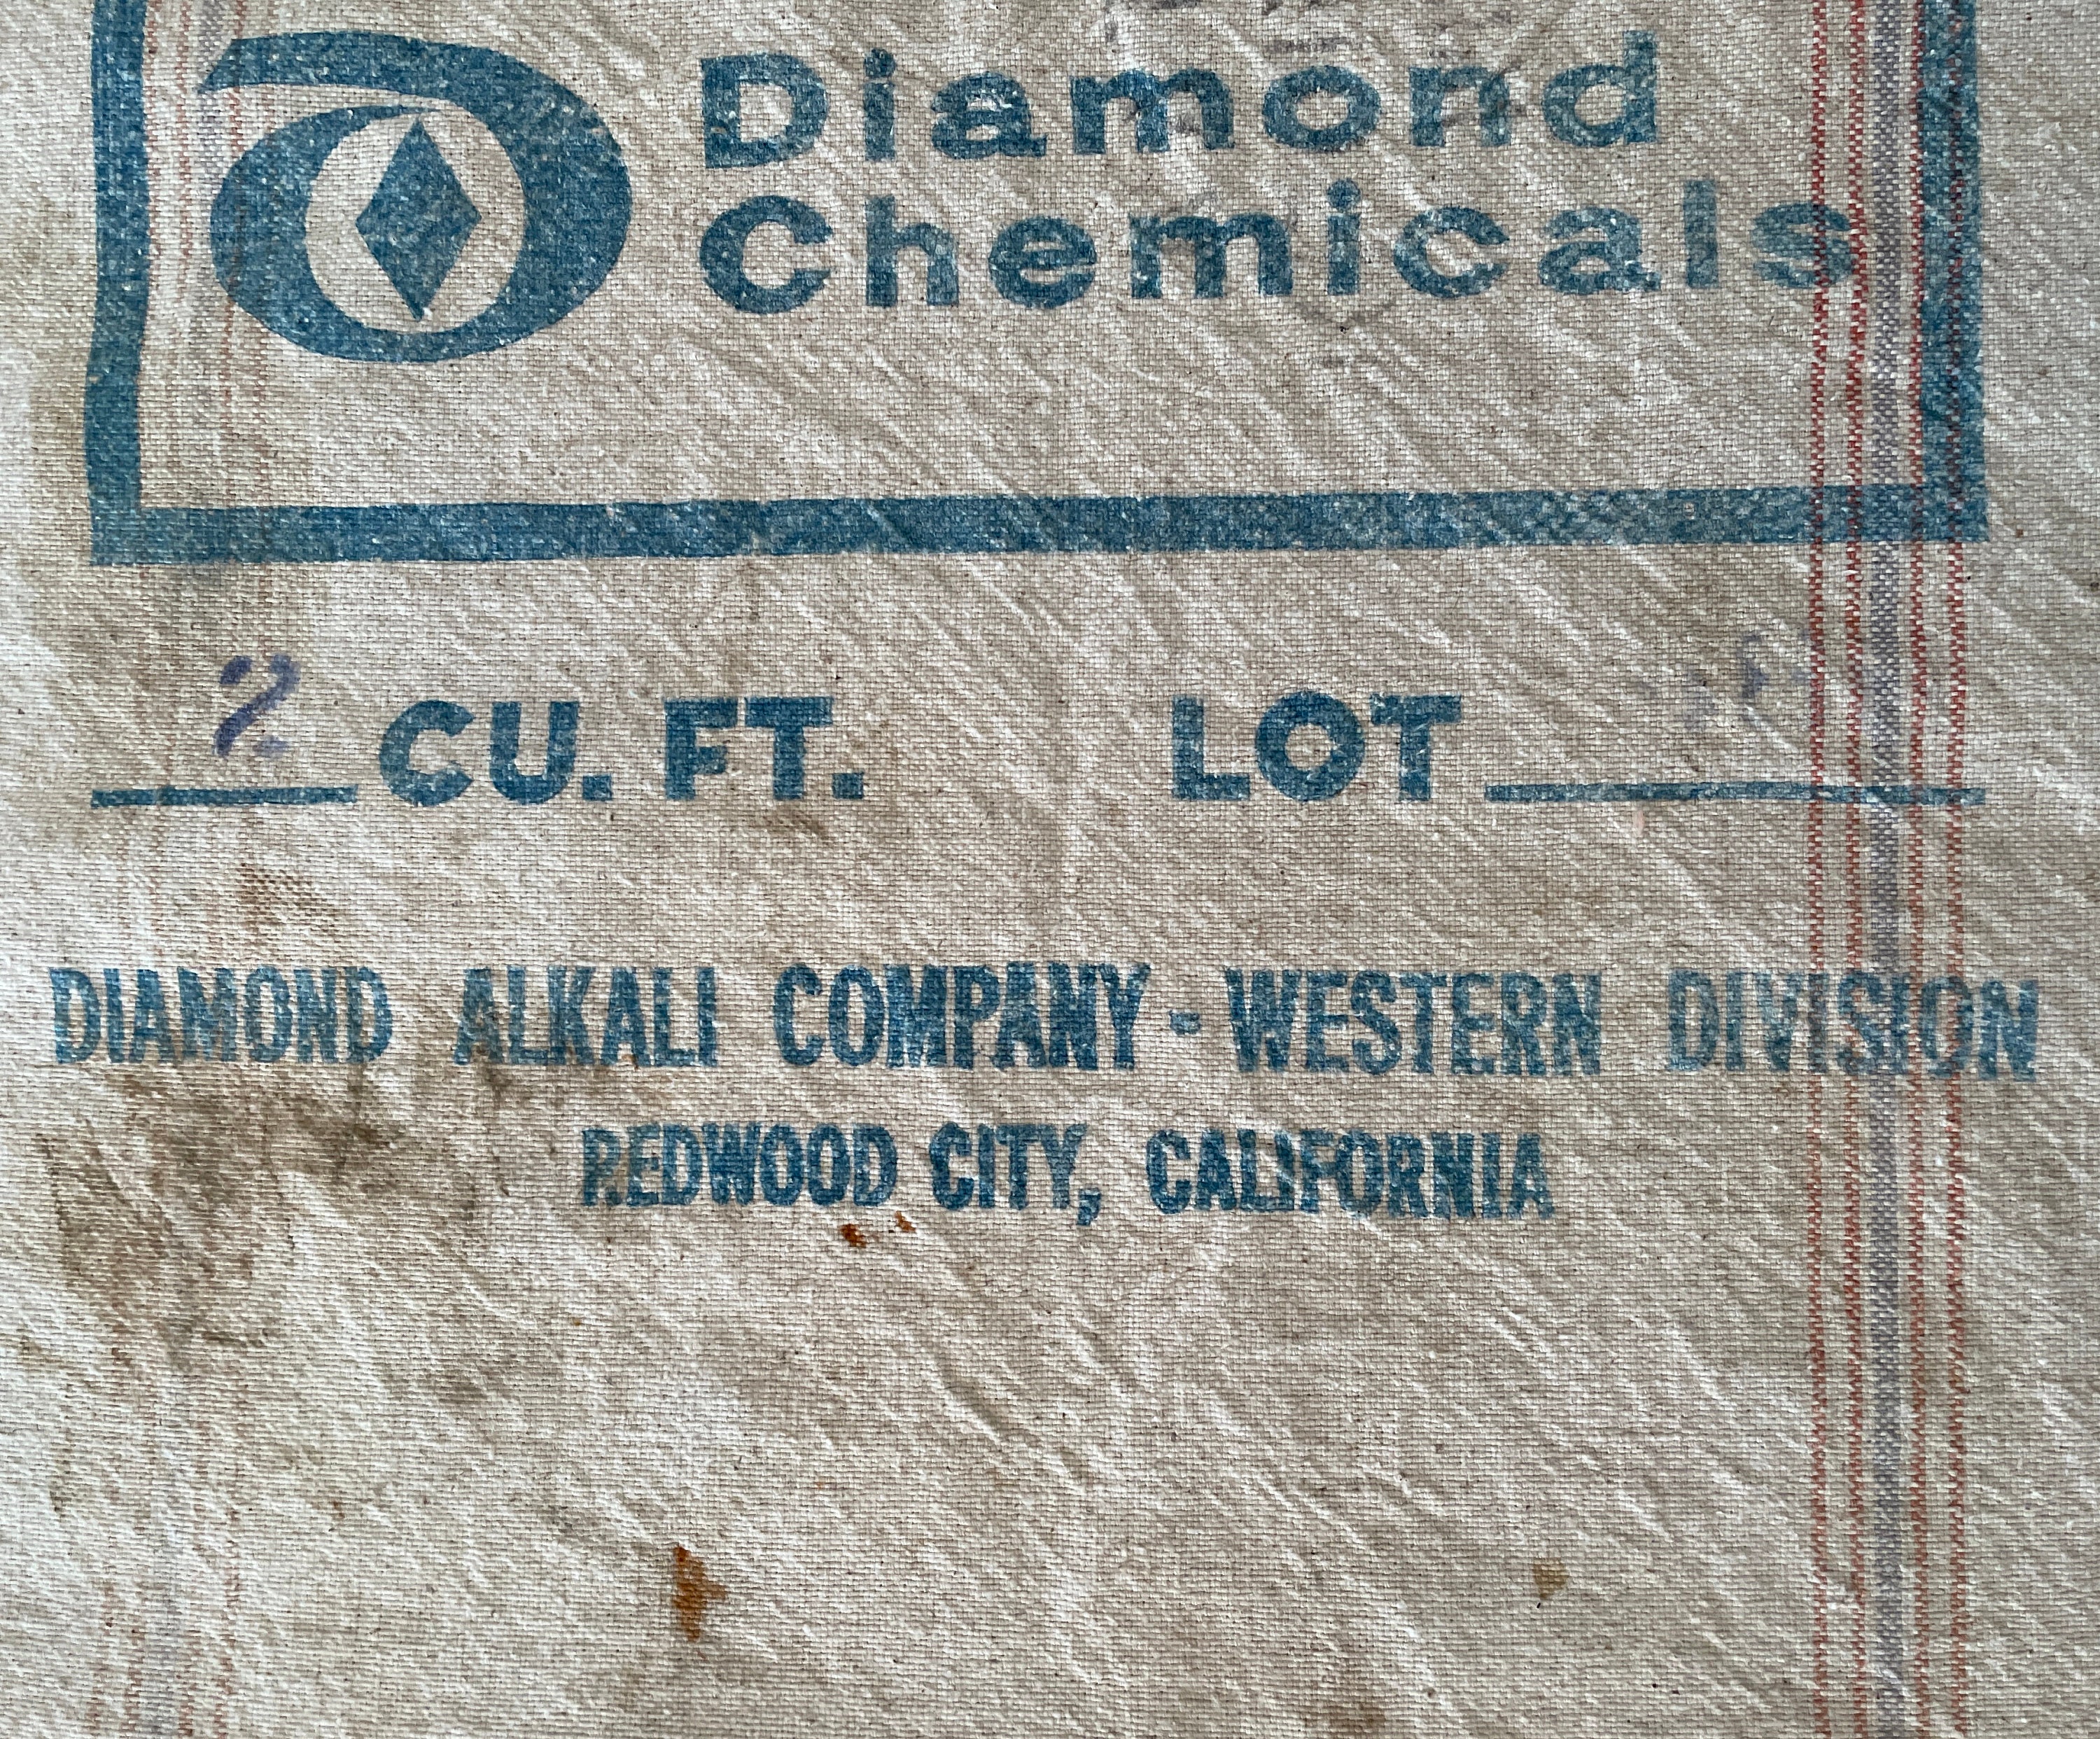 Diamond
Chemicals
2 CU. FT. LOT
DIAMOND ALKALI COMPANY - WESTERN DIVISION
REDWOOD CITY, CALIFORNIA